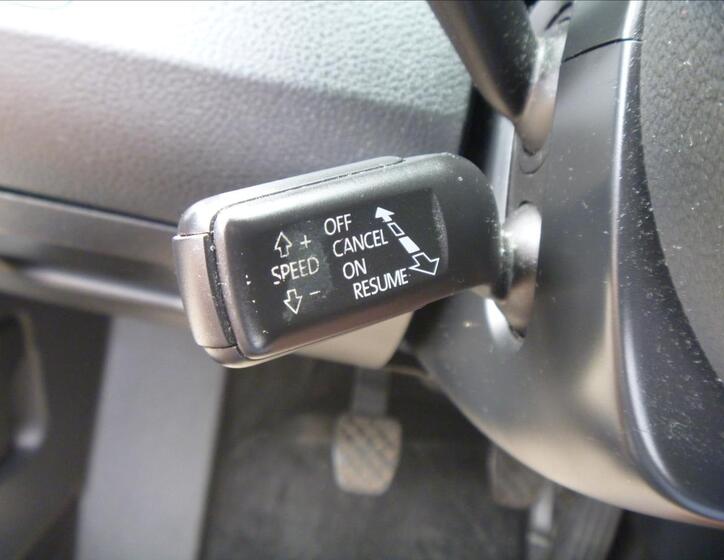 OFF
CANCEL
ON
RESUME
+
SPEED
-